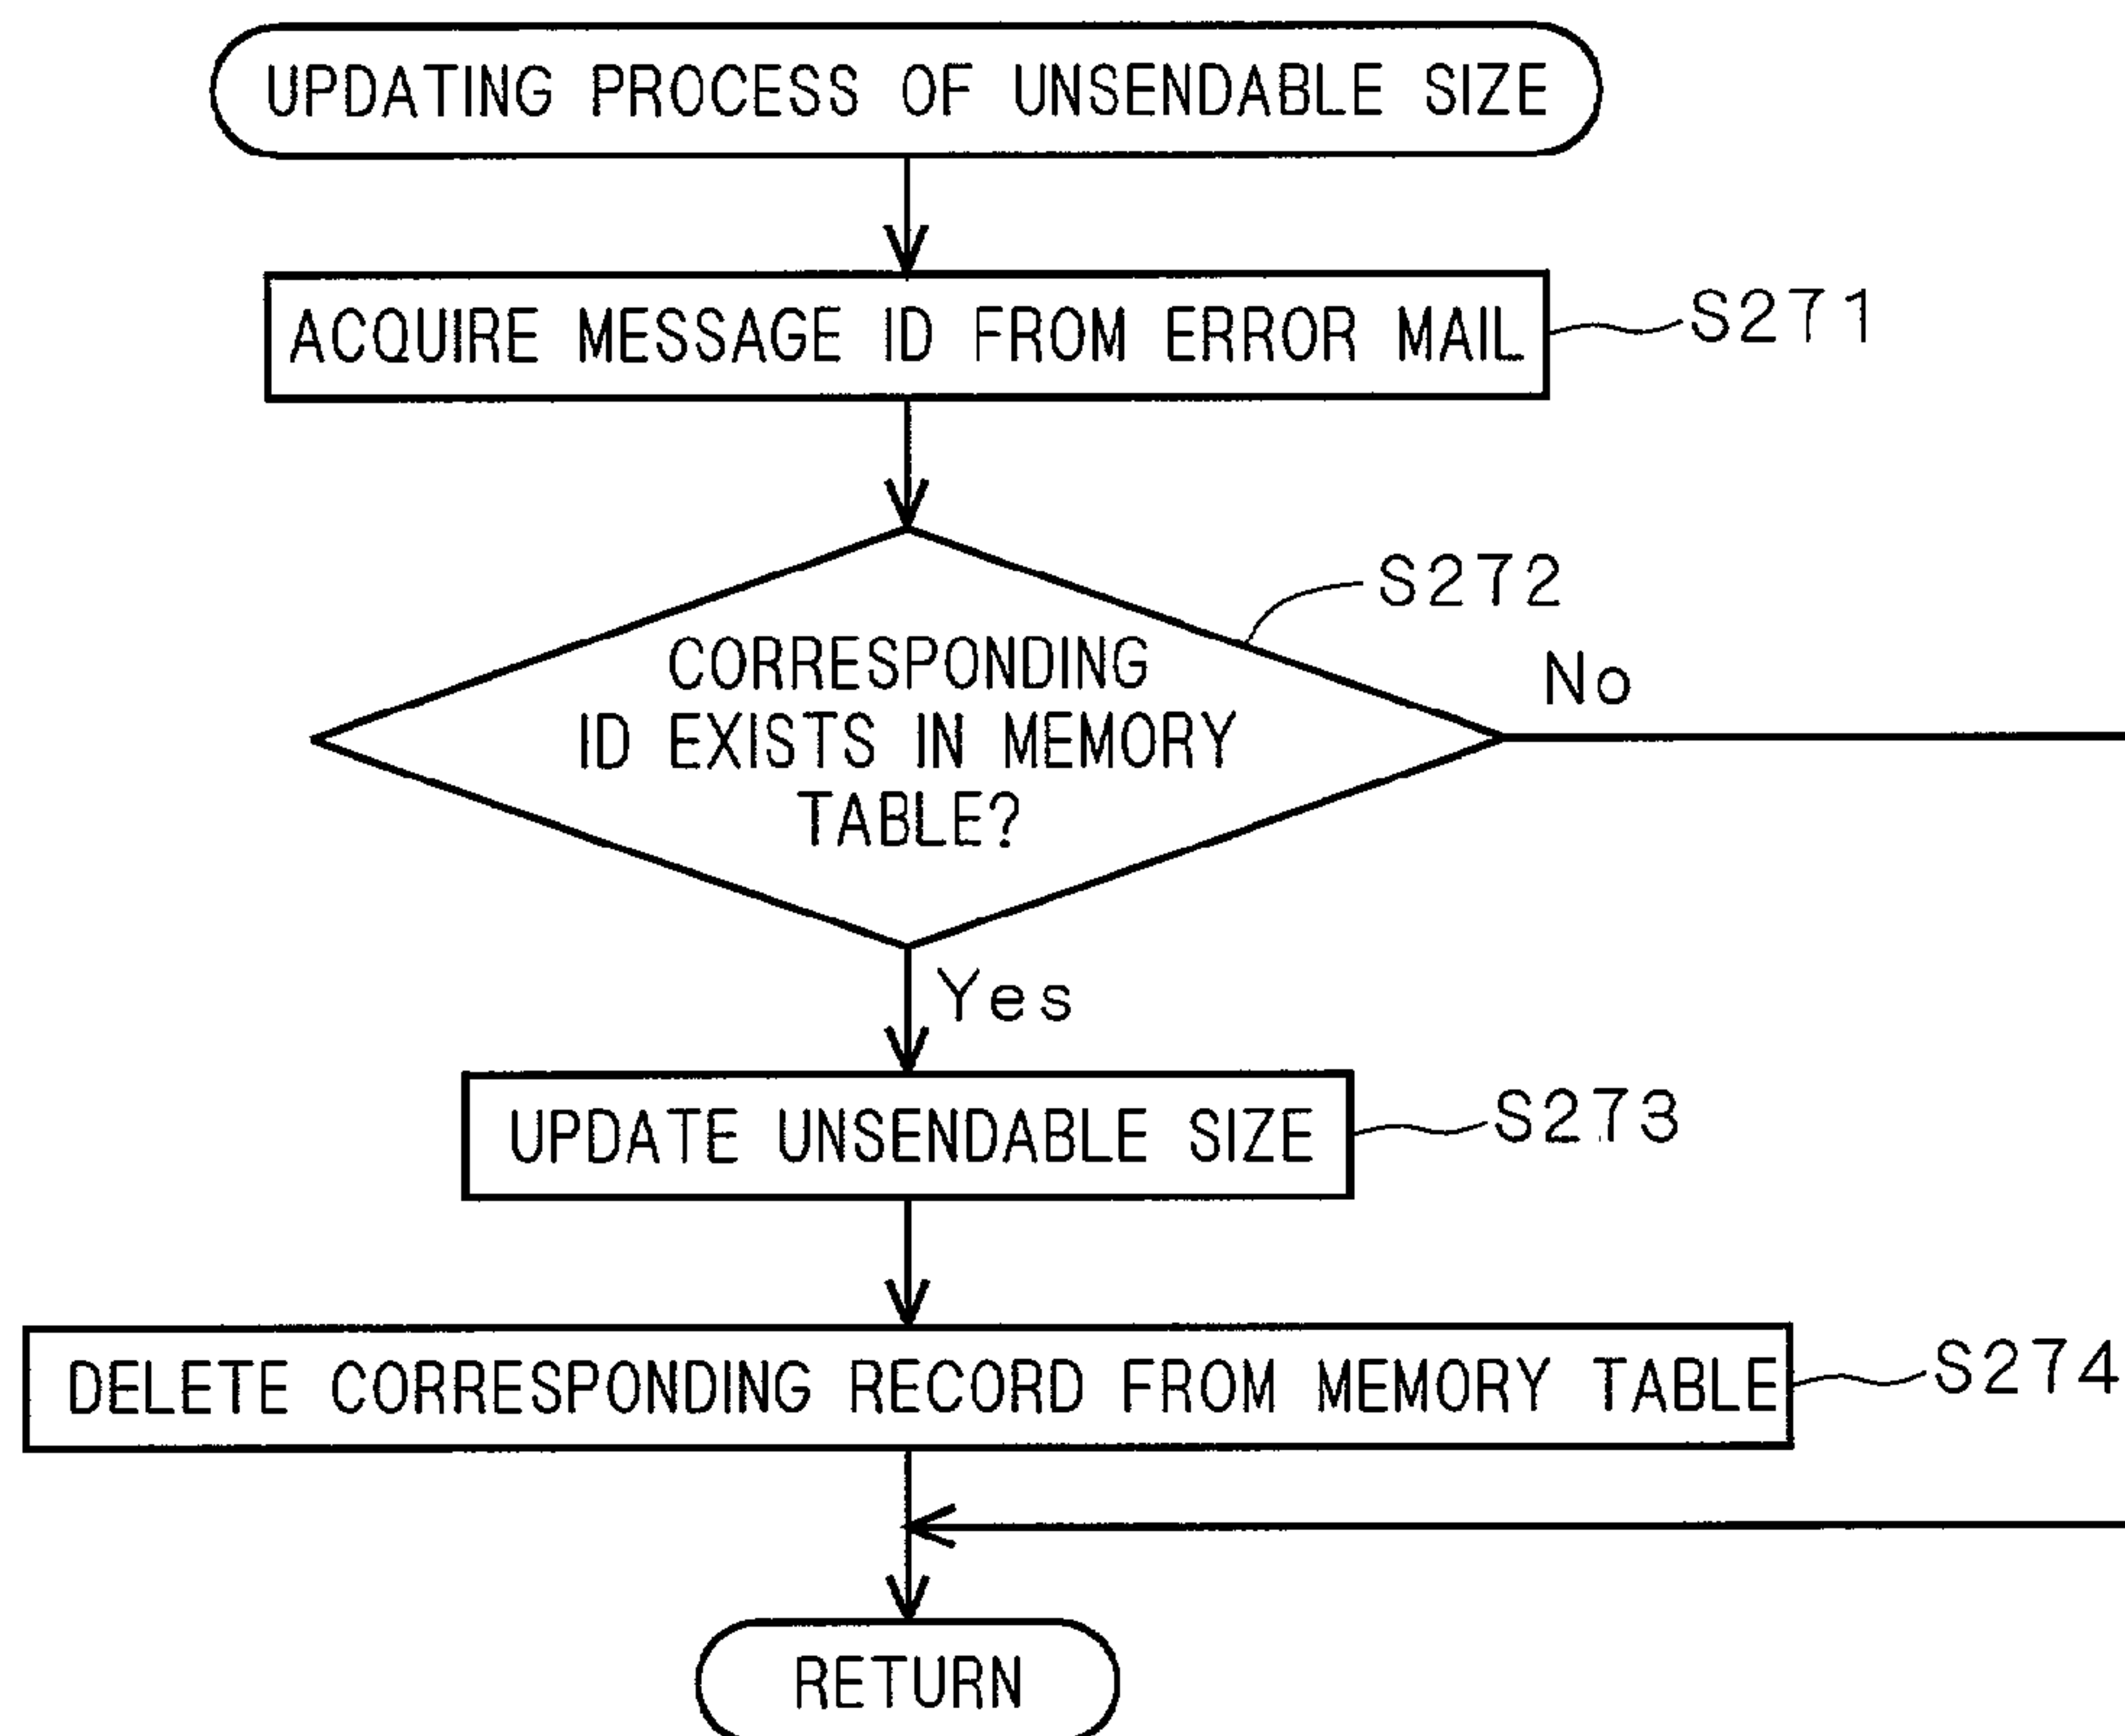 UPDATING PROCESS OF UNSENDABLE SIZE
ACQUIRE MESSAGE ID FROM ERROR MAIL
S271
S272
CORRESPONDING
ID EXISTS IN MEMORY
TABLE?
No
Yes
UPDATE UNSENDABLE SIZE
S273
DELETE CORRESPONDING RECORD FROM MEMORY TABLE
S274
RETURN